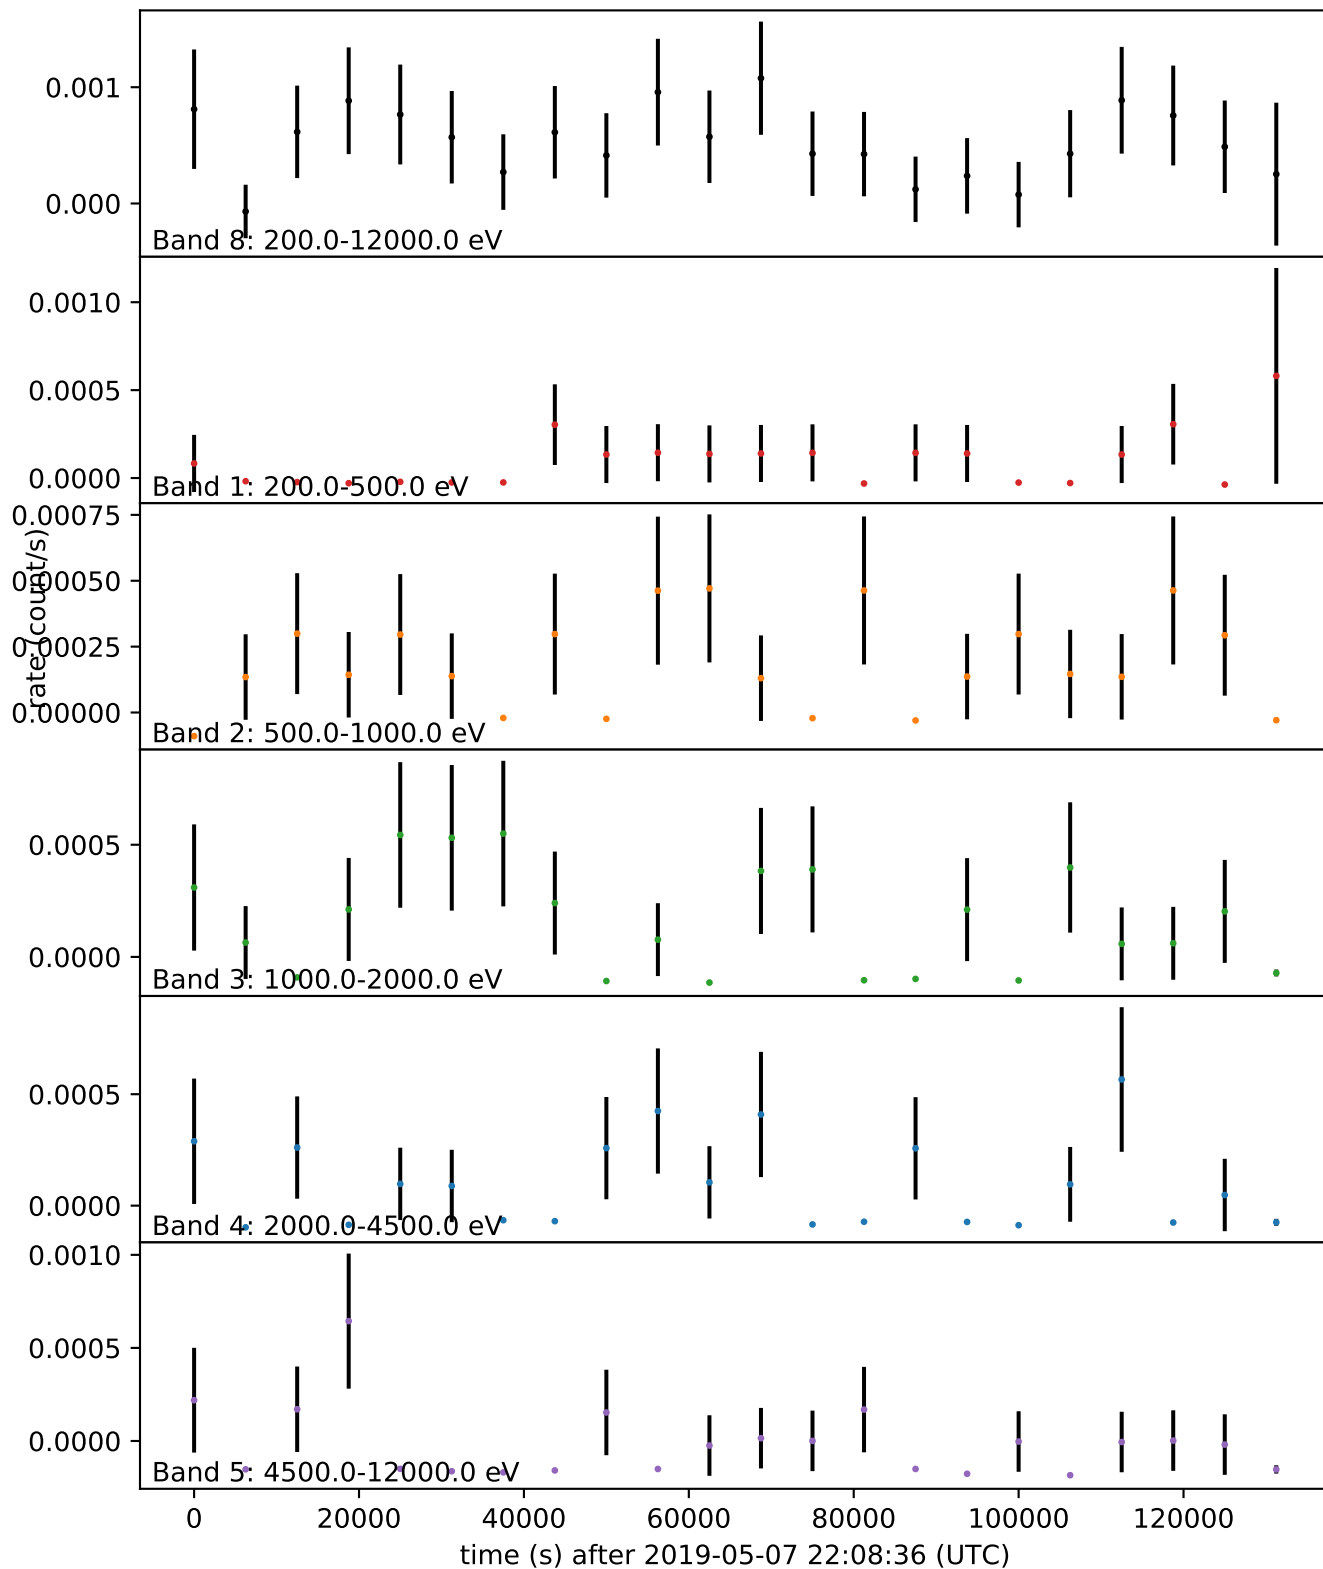 0.001
0.000
Band 8: 200.0-12000.0 eV
0.0010
0.0005
0.0000
Band 1: 200.0-500.0 eV
0.00075
0.00050
0.00025
0.00000
rate (count/s)
Band 2: 500.0-1000.0 eV
0.0005
0.0000
Band 3: 1000.0-2000.0 eV
0.0005
0.0000
Band 4: 2000.0-4500.0 eV
0.0010
0.0005
0.0000
Band 5: 4500.0-12000.0 eV
0 20000 40000 60000 80000 100000 120000
time (s) after 2019-05-07 22:08:36 (UTC)